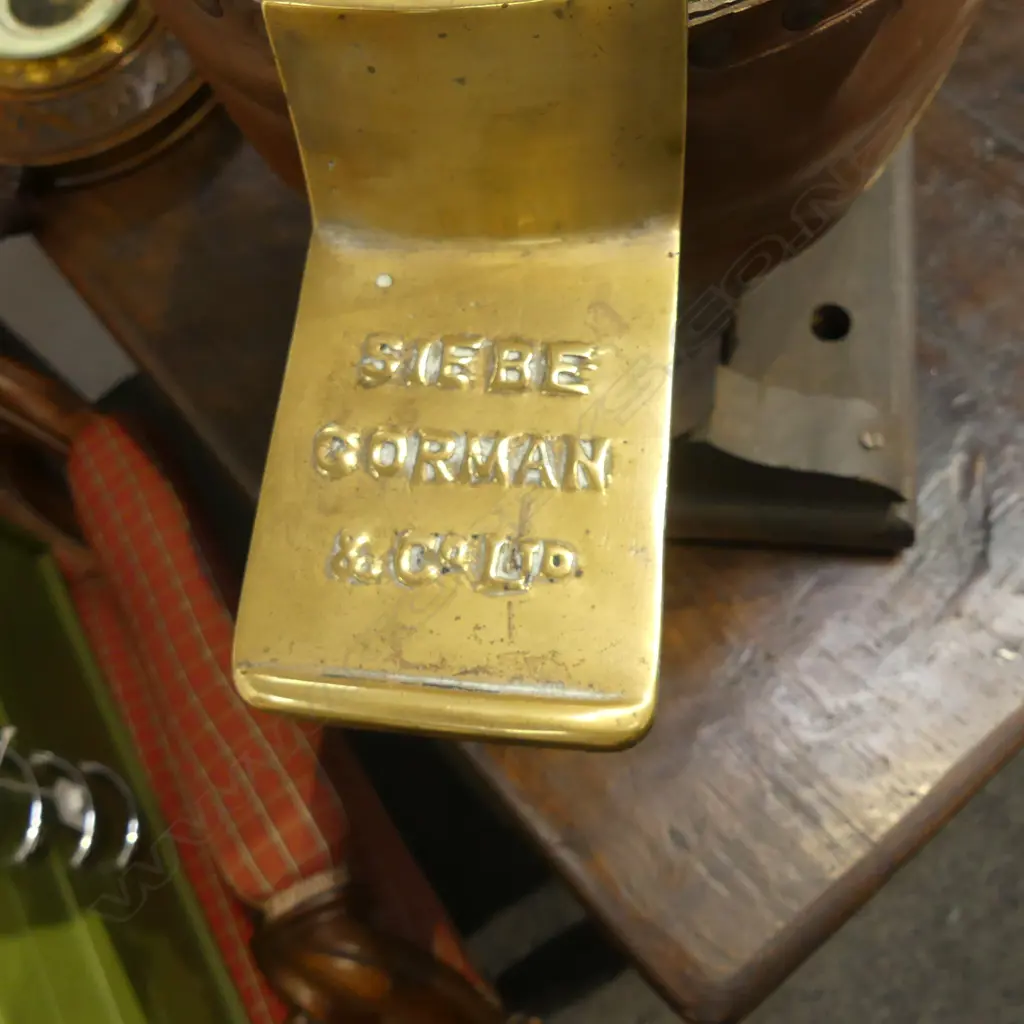 SIEBE
GORMAN
& Co LTD